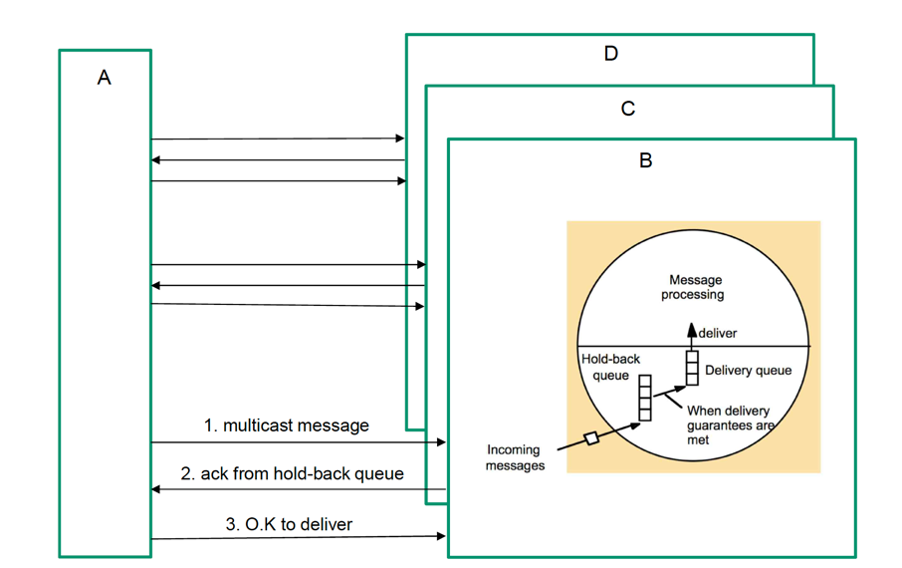 A
D
C
B
Message
processing
deliver
Hold-back
queue
Delivery queue
When delivery
guarantees are
met
Incoming
messages
1. multicast message
2. ack from hold-back queue
3. O.K to deliver